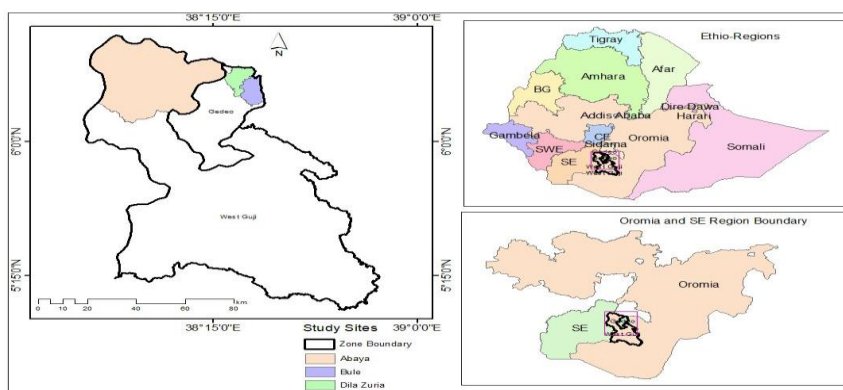 38°15'0"E 39°0'0"E
N
Gedeo
6°0'0"N 6°0'0"N
West Guji
5°15'0"N 5°15'0"N
0 5 10 20 40 60 80
km
38°15'0"E 39°0'0"E
Study Sites
Zone Boundary
Abaya
Bule
Dila Zuria
Ethio-Regions
Tigray
Afar
Amhara
BG
Dire Dawa
Addis Ababa
Harari
Gambela
CE
Oromia
Sidama
SWE
Somali
SE
Oromia and SE Region Boundary
Oromia
SE